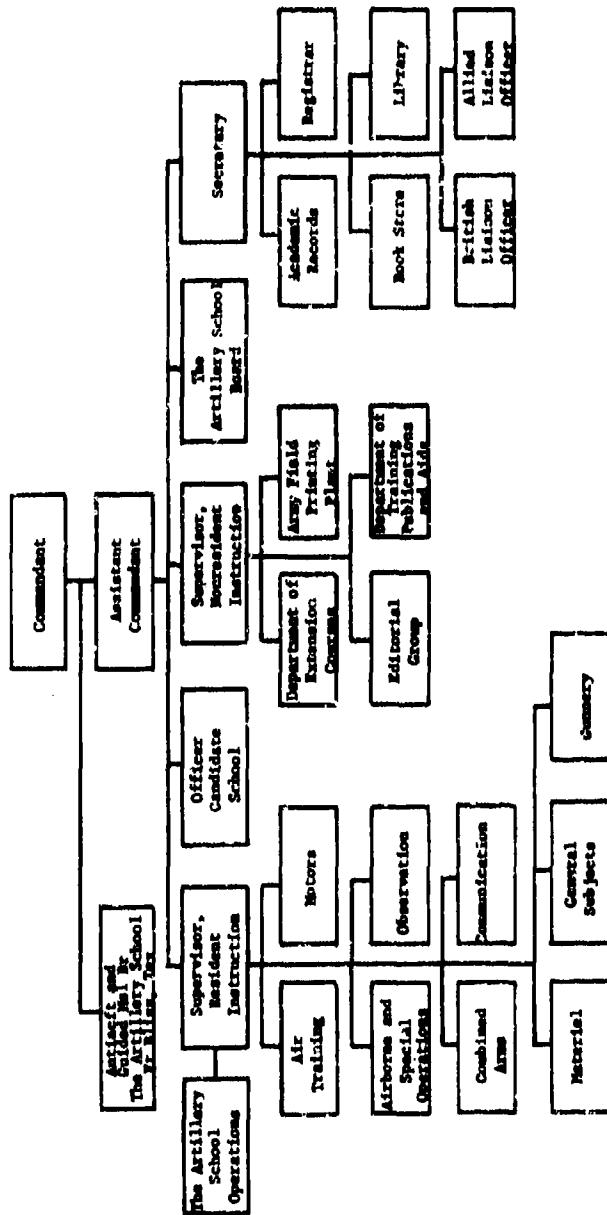 Commandant
Antiacft and
Guided Msl Br
The Artillery School
Ft Bliss, Tex
Assistant
Commandant
The Artillery
School
Operations
Supervisor,
Resident
Instruction
Officer
Candidate
School
Supervisor,
Nonresident
Instruction
The
Artillery School
Board
Secretary
Air
Training
Motors
Department of
Extension
Courses
Army Field
Printing
Plant
Academic
Records
Registrar
Airborne and
Special
Operations
Observation
Editorial
Group
Department of
Training
Publications
and Aids
Book Store
Library
Combined
Arms
Communication
British
Liaison
Officer
Allied
Liaison
Officer
Materiel
General
Subjects
Gunnery